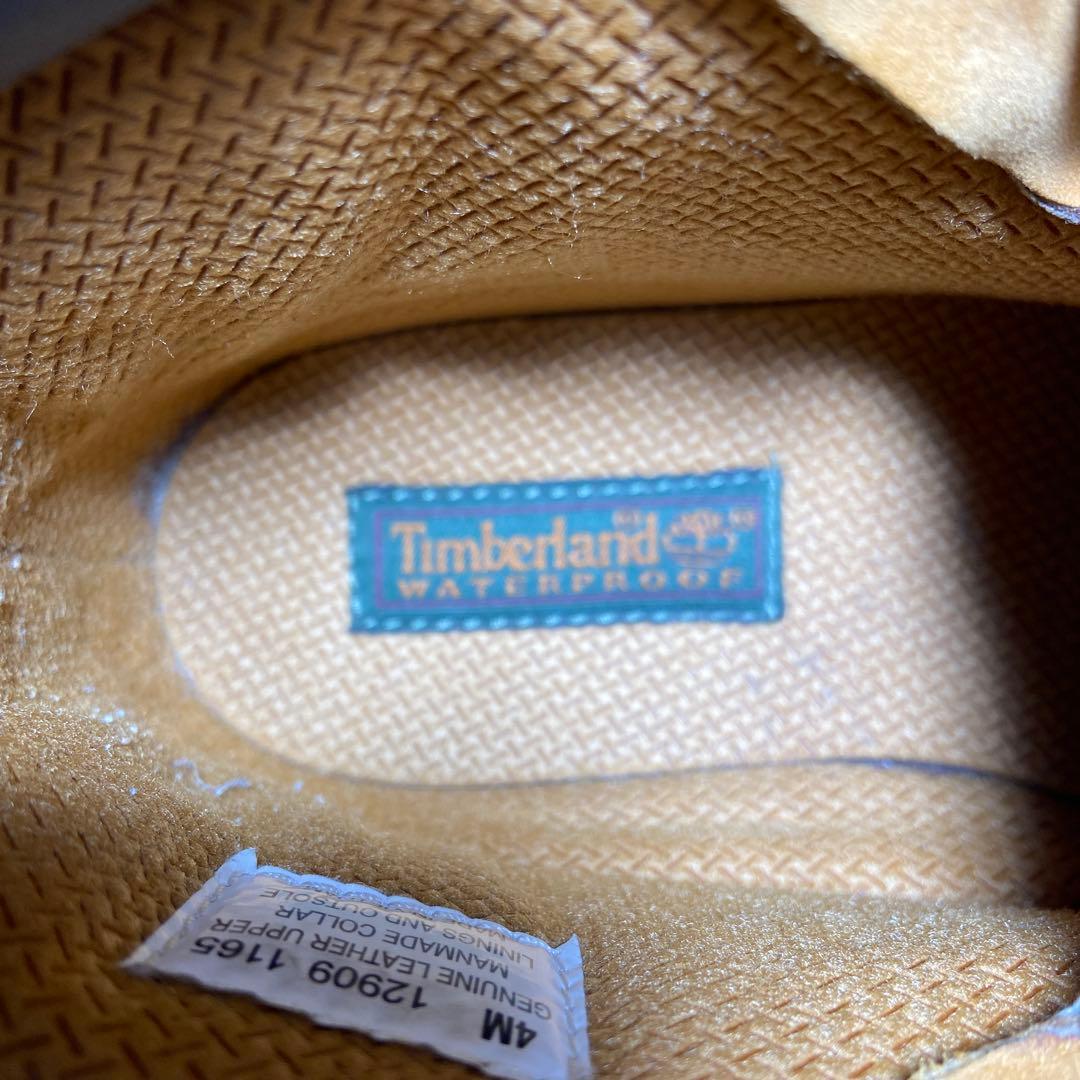 Timberland
WATERPROOF
4M
12909 1165
GENUINE LEATHER UPPER
MANMADE COLLAR
LININGS AND OUTSOLE